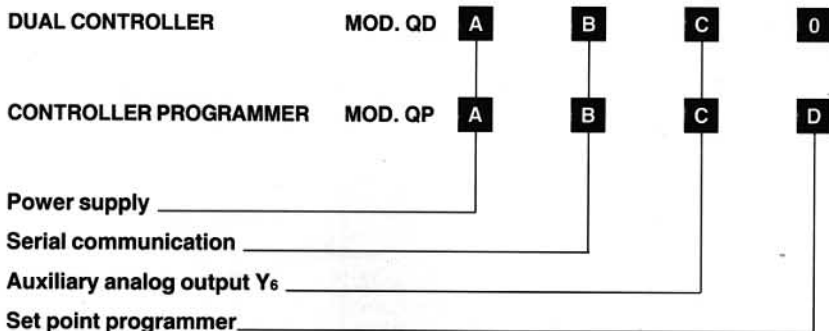 DUAL CONTROLLER MOD. QD A B C 0
CONTROLLER PROGRAMMER MOD. QP A B C D
Power supply
Serial communication
Auxiliary analog output Y6
Set point programmer